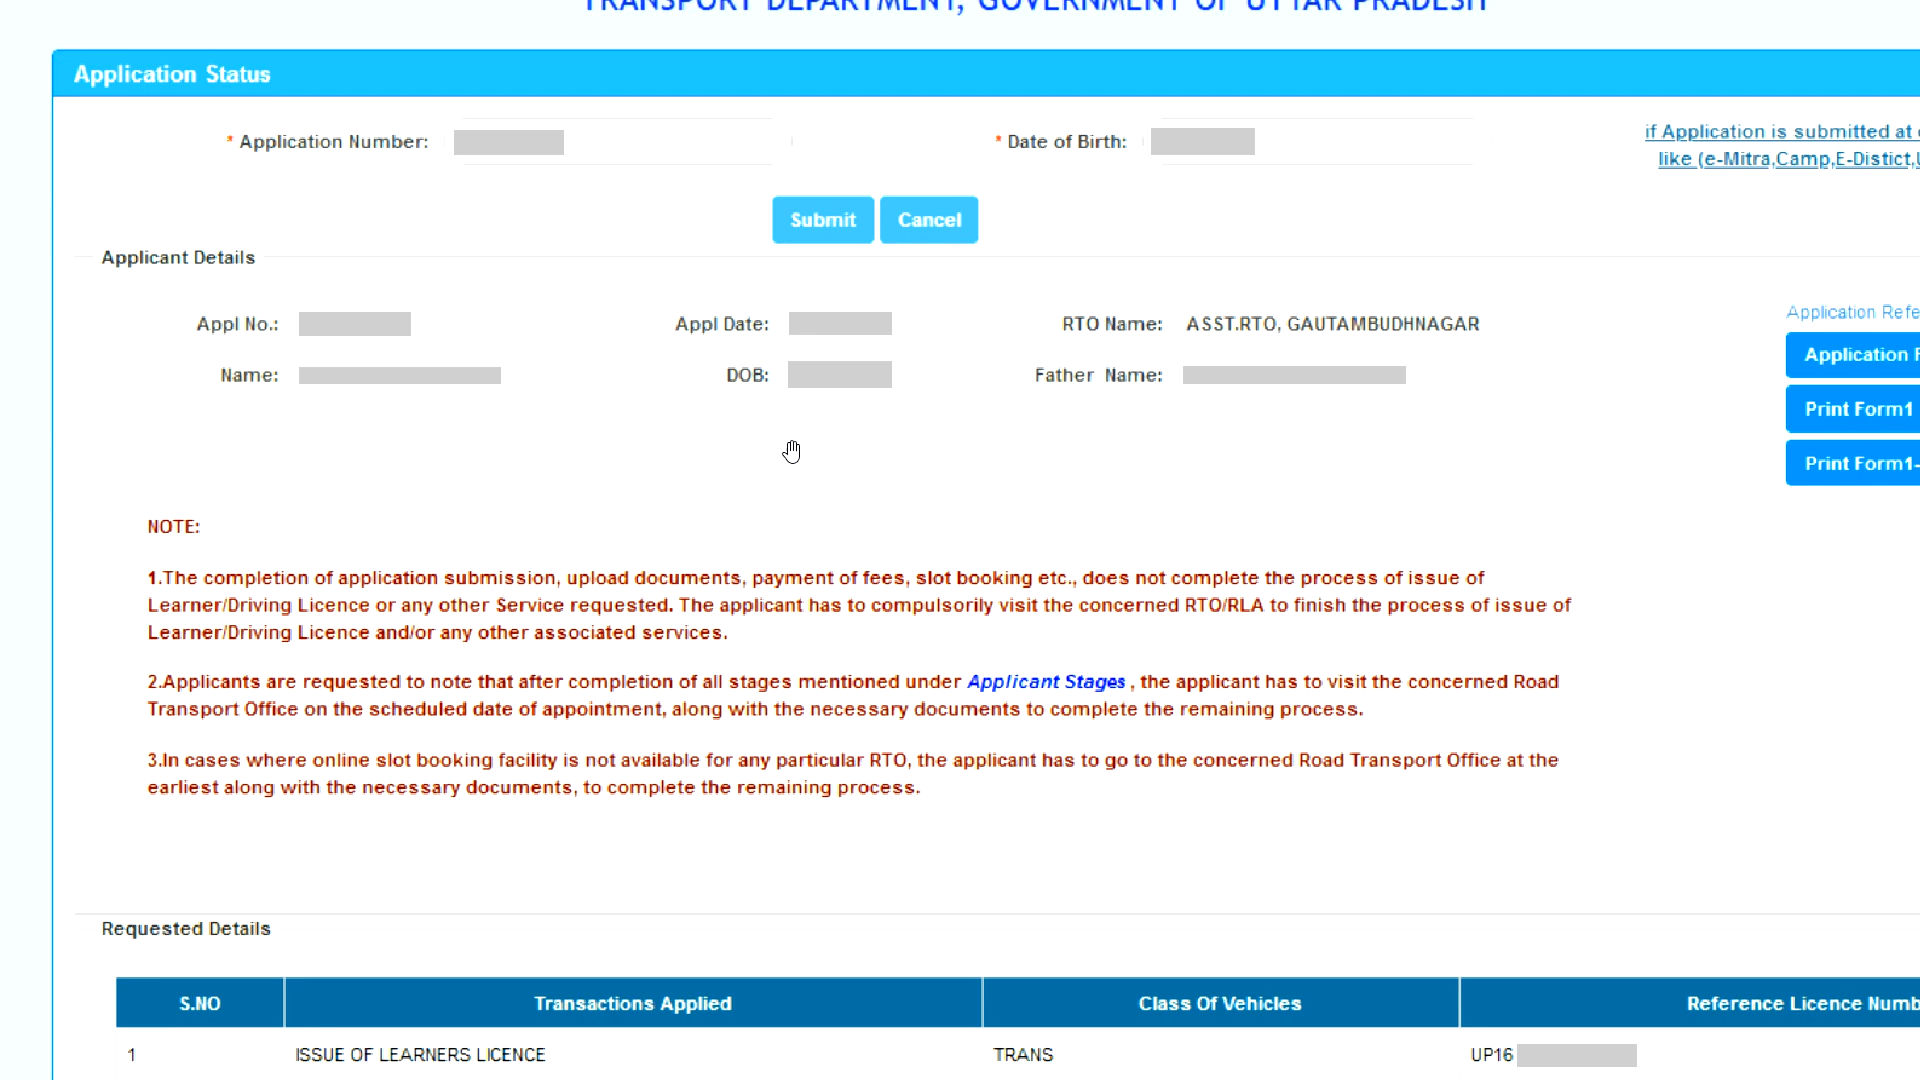 TRANSPORT DEPARTMENT, GOVERNMENT OF UTTAR PRADESH
Application Status
* Application Number:
* Date of Birth:
if Application is submitted at
like (e-Mitra,Camp,E-Distict,
Submit Cancel
Applicant Details
Appl No.: Appl Date: RTO Name: ASST.RTO, GAUTAMBUDHNAGAR
Application
Name: DOB: Father Name:
Application
Print Form1
Print Form1-
NOTE:
1.The completion of application submission, upload documents, payment of fees, slot booking etc., does not complete the process of issue of
Learner/Driving Licence or any other Service requested. The applicant has to compulsorily visit the concerned RTO/RLA to finish the process of issue of
Learner/Driving Licence and/or any other associated services.
2.Applicants are requested to note that after completion of all stages mentioned under Applicant Stages , the applicant has to visit the concerned Road
Transport Office on the scheduled date of appointment, along with the necessary documents to complete the remaining process.
3.In cases where online slot booking facility is not available for any particular RTO, the applicant has to go to the concerned Road Transport Office at the
earliest along with the necessary documents, to complete the remaining process.
Requested Details
S.NO Transactions Applied Class Of Vehicles Reference Licence
1 ISSUE OF LEARNERS LICENCE TRANS UP16